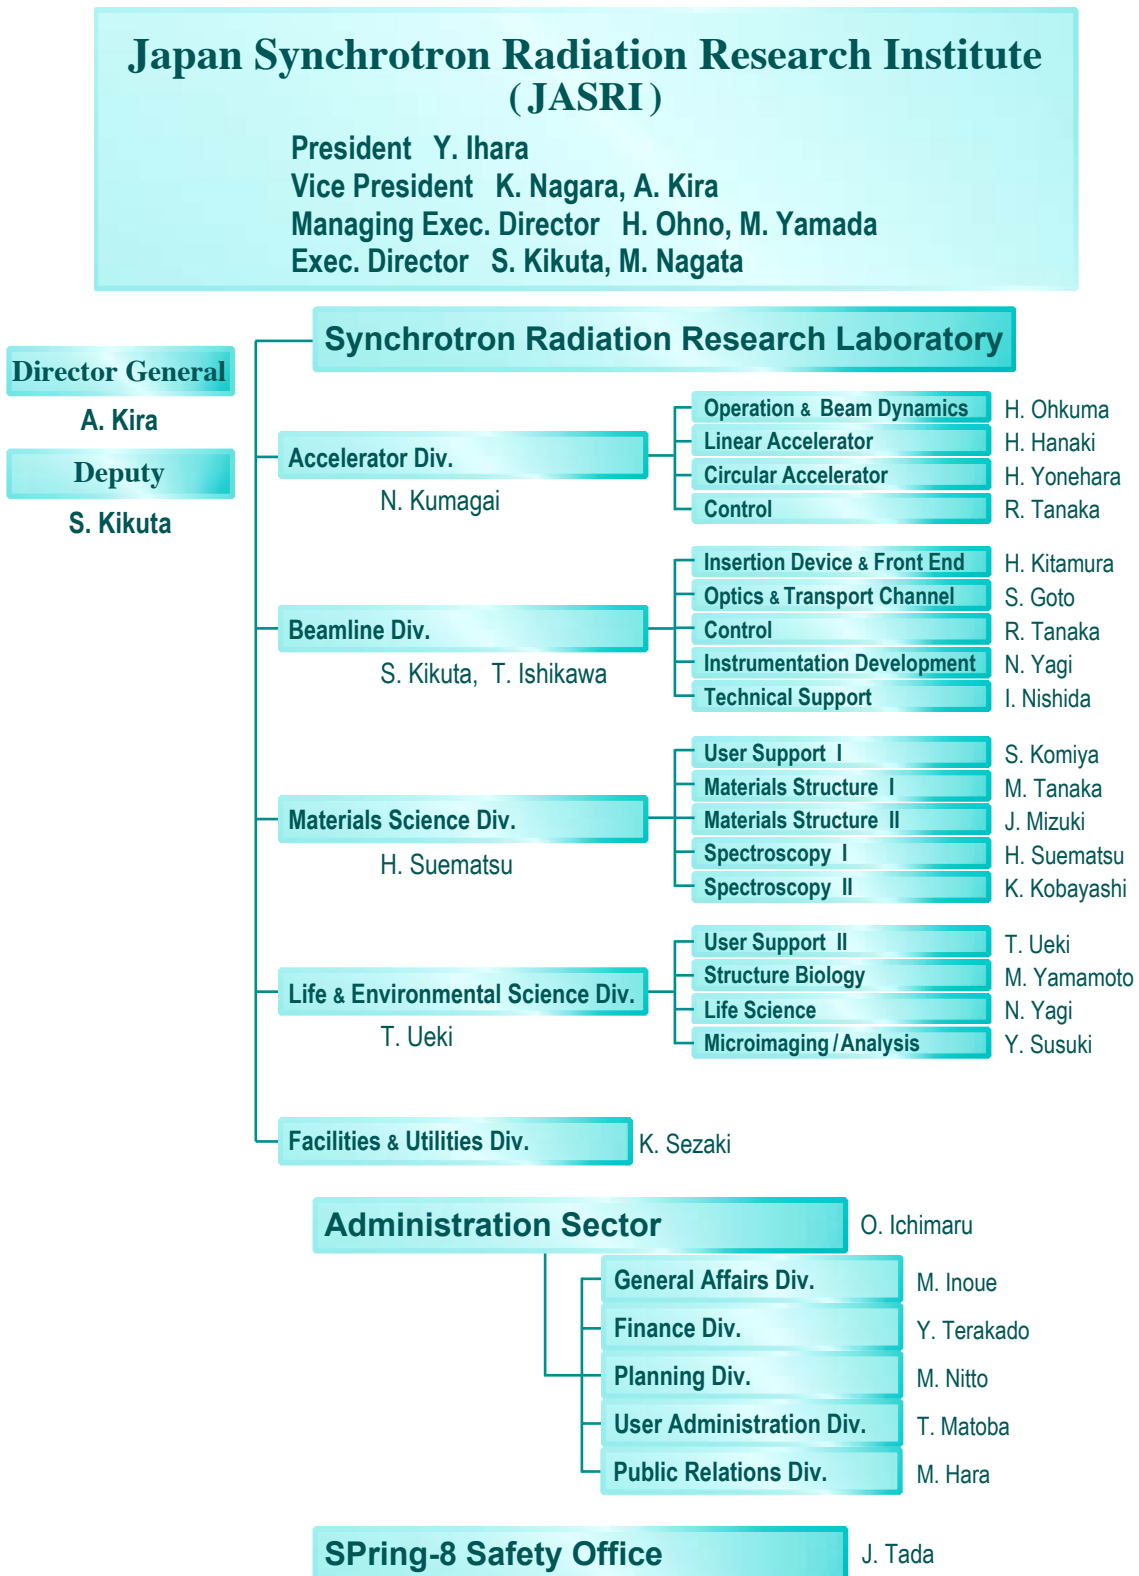 Japan Synchrotron Radiation Research Institute
(JASRI)
President Y. Ihara
Vice President K. Nagara, A. Kira
Managing Exec. Director H. Ohno, M. Yamada
Exec. Director S. Kikuta, M. Nagata
Director General
A. Kira
Deputy
S. Kikuta
Synchrotron Radiation Research Laboratory
Accelerator Div.
N. Kumagai
Operation & Beam Dynamics H. Ohkuma
Linear Accelerator H. Hanaki
Circular Accelerator H. Yonehara
Control R. Tanaka
Beamline Div.
S. Kikuta, T. Ishikawa
Insertion Device & Front End H. Kitamura
Optics & Transport Channel S. Goto
Control R. Tanaka
Instrumentation Development N. Yagi
Technical Support I. Nishida
Materials Science Div.
H. Suematsu
User Support I S. Komiya
Materials Structure I M. Tanaka
Materials Structure II J. Mizuki
Spectroscopy I H. Suematsu
Spectroscopy II K. Kobayashi
Life & Environmental Science Div.
T. Ueki
User Support II T. Ueki
Structure Biology M. Yamamoto
Life Science N. Yagi
Microimaging/Analysis Y. Susuki
Facilities & Utilities Div. K. Sezaki
Administration Sector O. Ichimaru
General Affairs Div. M. Inoue
Finance Div. Y. Terakado
Planning Div. M. Nitto
User Administration Div. T. Matoba
Public Relations Div. M. Hara
SPring-8 Safety Office J. Tada